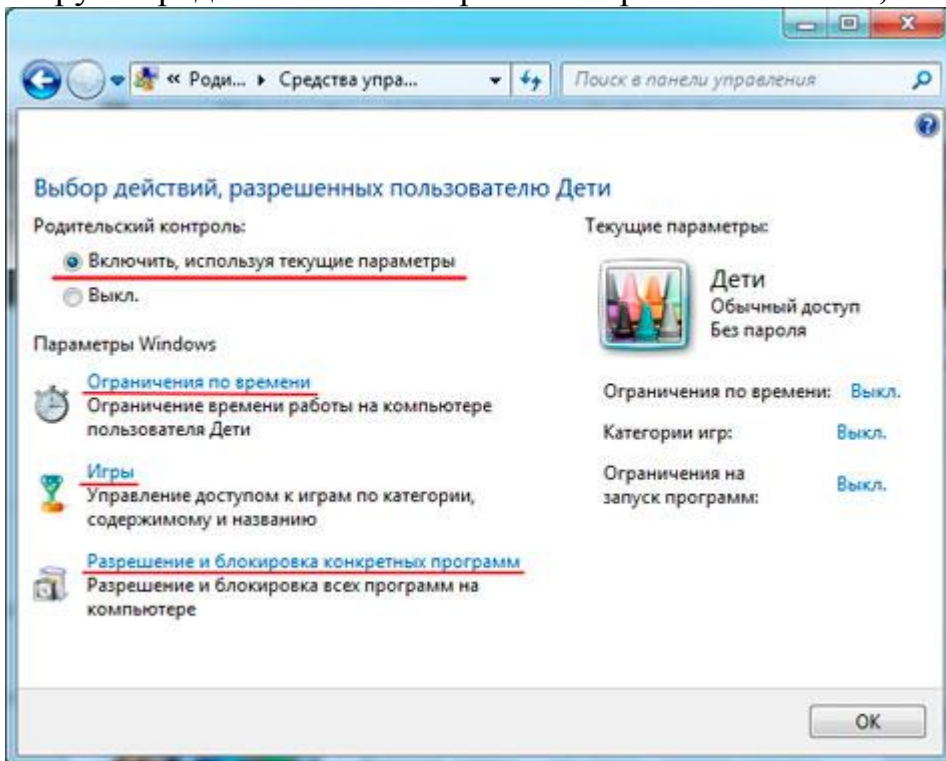 « Роди... ▸ Средства упра...
Поиск в панели управления
Выбор действий, разрешенных пользователю Дети
Родительский контроль:
Включить, используя текущие параметры
Выкл.
Параметры Windows
Ограничения по времени
Ограничение времени работы на компьютере
пользователя Дети
Игры
Управление доступом к играм по категории,
содержимому и названию
Разрешение и блокировка конкретных программ
Разрешение и блокировка всех программ на
компьютере
Текущие параметры:
Дети
Обычный доступ
Без пароля
Ограничения по времени: Выкл.
Категории игр: Выкл.
Ограничения на
запуск программ: Выкл.
OK